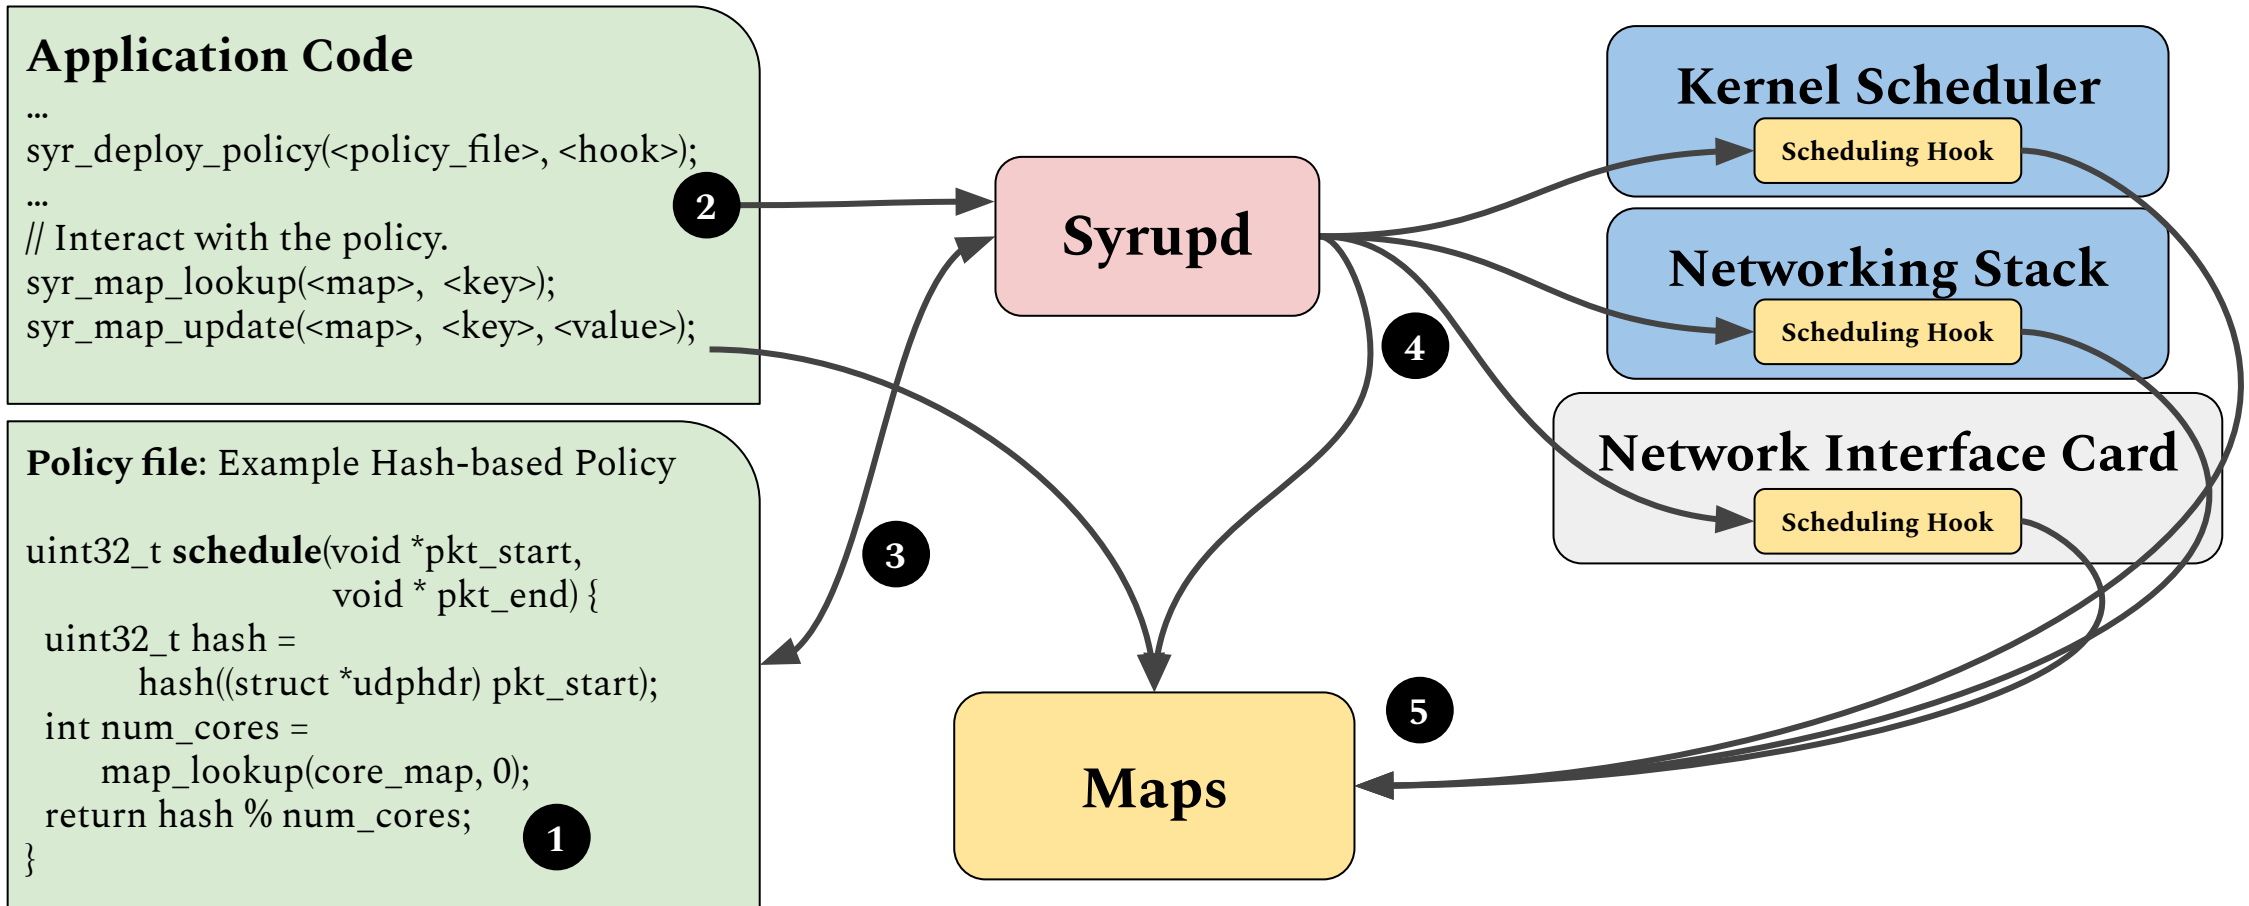 Application Code
...
syr_deploy_policy(<policy_file>, <hook>);
...
// Interact with the policy.
syr_map_lookup(<map>, <key>);
syr_map_update(<map>, <key>, <value>);
2
Policy file: Example Hash-based Policy
uint32_t schedule(void *pkt_start,
void * pkt_end) {
uint32_t hash =
hash((struct *udphdr) pkt_start);
int num_cores =
map_lookup(core_map, 0);
return hash % num_cores;
}
1
3
Syrupd
4
Maps
5
Kernel Scheduler
Scheduling Hook
Networking Stack
Scheduling Hook
Network Interface Card
Scheduling Hook